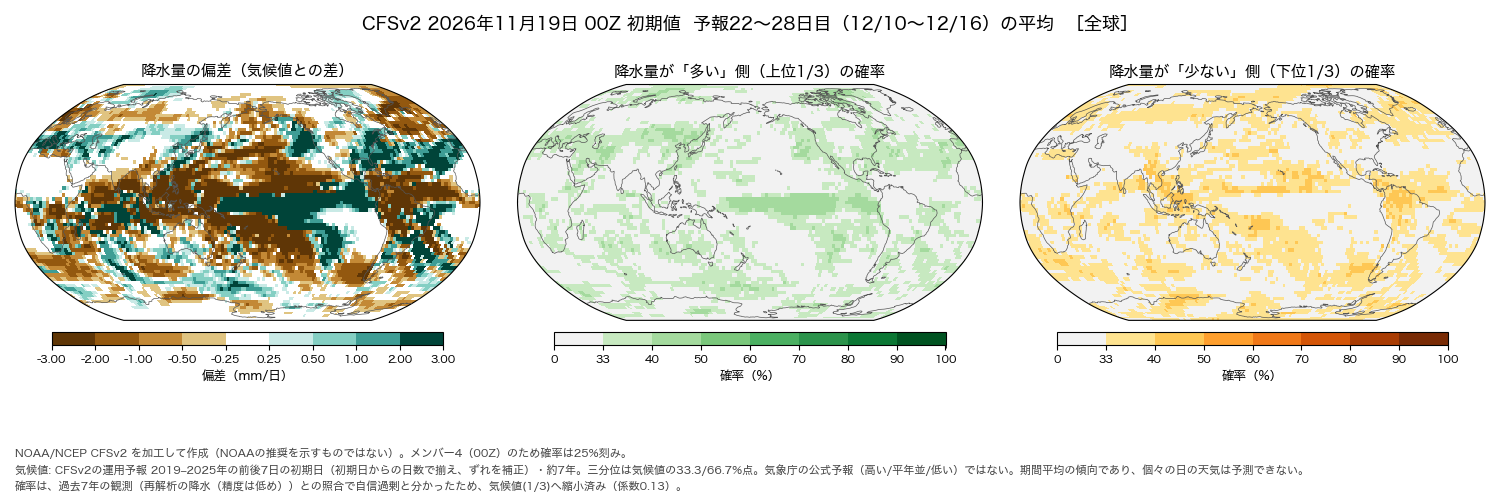 CFSv2 2026年11月19日 00Z 初期値 予報22～28日目（12/10～12/16）の平均 ［全球］
降水量の偏差（気候値との差）
降水量が「多い」側（上位1/3）の確率
降水量が「少ない」側（下位1/3）の確率
-3.00 -2.00 -1.00 -0.50 -0.25 0.25 0.50 1.00 2.00 3.00
偏差（mm/日）
0 33 40 50 60 70 80 90 100
確率（%）
0 33 40 50 60 70 80 90 100
確率（%）
NOAA/NCEP CFSv2 を加工して作成（NOAAの推奨を示すものではない）。メンバー4（00Z）のため確率は25%刻み。
気候値: CFSv2の運用予報 2019–2025年の前後7日の初期日（初期日からの日数で揃え、ずれを補正）・約7年。三分位は気候値の33.3/66.7%点。気象庁の公式予報（高い/平年並/低い）ではない。期間平均の傾向であり、個々の日の天気は予測できない。
確率は、過去7年の観測（再解析の降水（精度は低め））との照合で自信過剰と分かったため、気候値(1/3)へ縮小済み（係数0.13）。